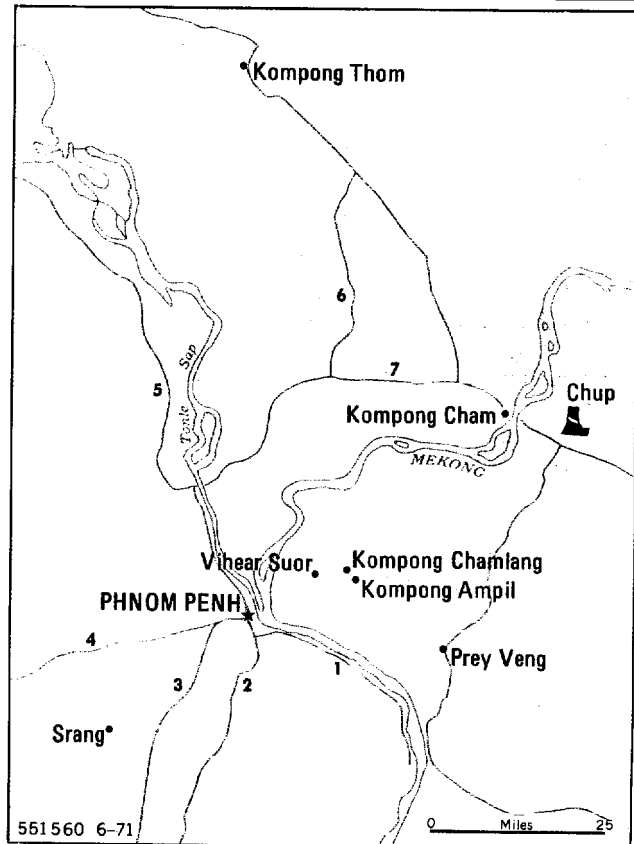 Kompong Thom
6
Sap
7
5
Chup
Kompong Cham
Tonle
MEKONG
Vihear Suor
Kompong Chamlang
Kompong Ampil
PHNOM PENH
4
Prey Veng
3
2
1
Srang
551560 6-71
0 Miles 25